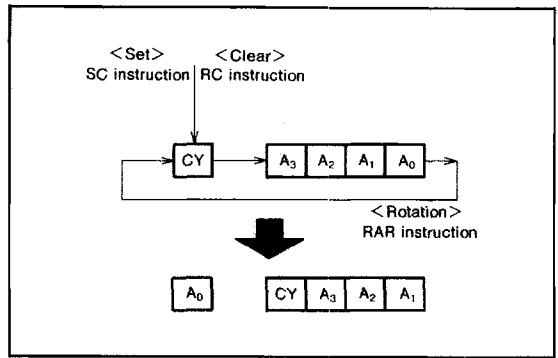 <Set> <Clear>
SC instruction RC instruction
CY A₃ A₂ A₁ A₀
<Rotation>
RAR instruction
A₀ CY A₃ A₂ A₁